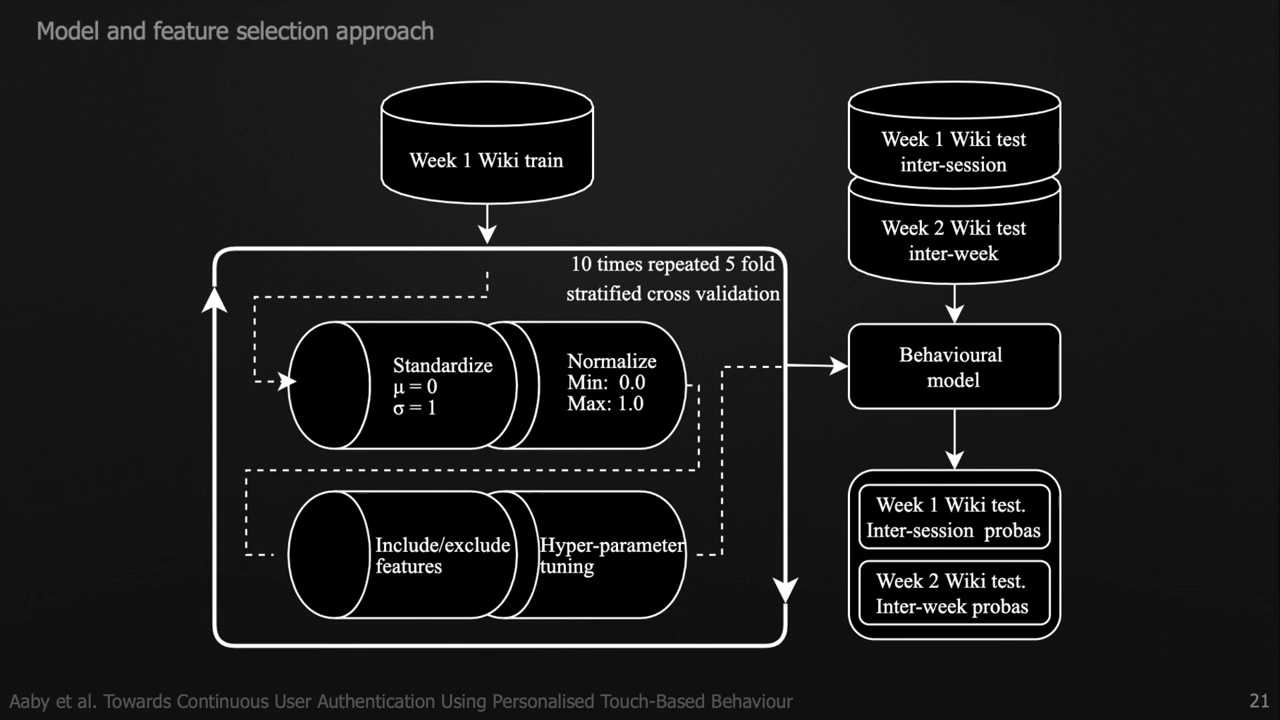 Model and feature selection approach
Week 1 Wiki train
Week 1 Wiki test
inter-session
Week 2 Wiki test
inter-week
10 times repeated 5 fold
stratified cross validation
Standardize
μ = 0
σ = 1
Normalize
Min: 0.0
Max: 1.0
Behavioural
model
Include/exclude
features
Hyper-parameter
tuning
Week 1 Wiki test.
Inter-session probas
Week 2 Wiki test.
Inter-week probas
Aaby et al. Towards Continuous User Authentication Using Personalised Touch-Based Behaviour
21